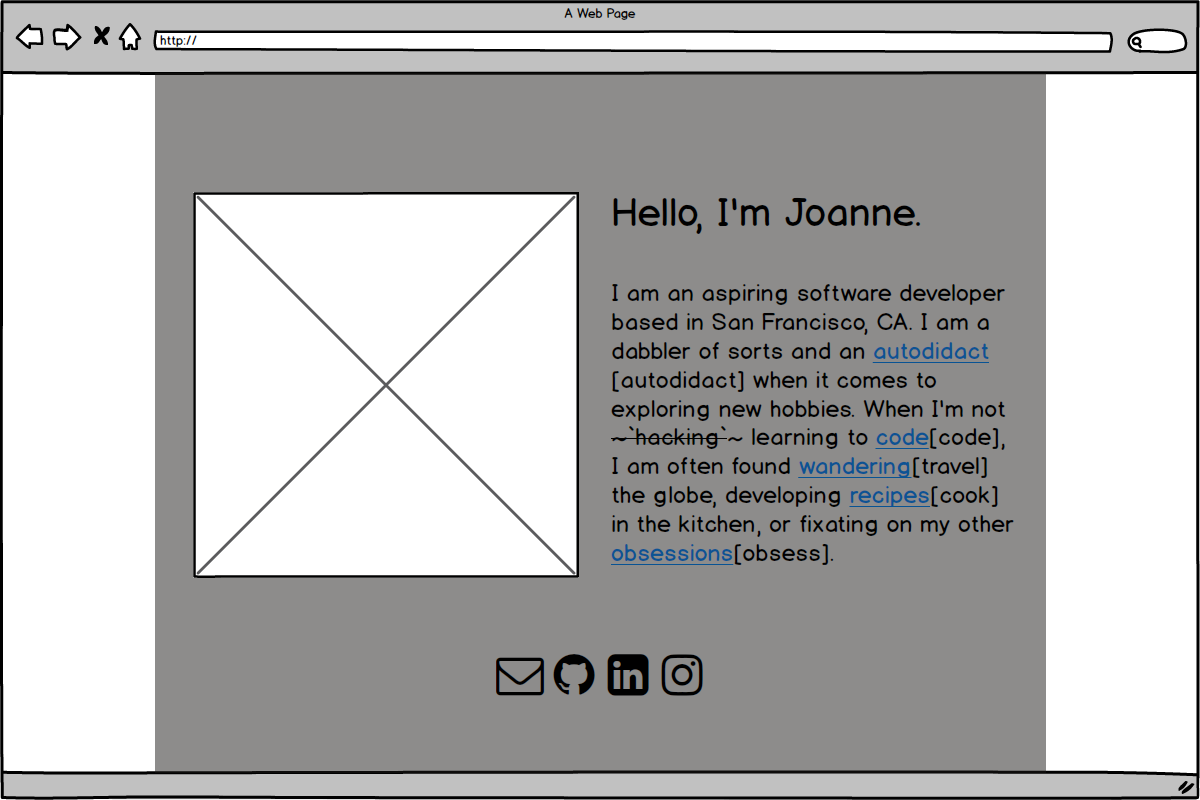 A Web Page
http://
Hello, I'm Joanne.
I am an aspiring software developer
based in San Francisco, CA. I am a
dabbler of sorts and an autodidact
[autodidact] when it comes to
exploring new hobbies. When I'm not
~`hacking`~ learning to code[code],
I am often found wandering[travel]
the globe, developing recipes[cook]
in the kitchen, or fixating on my other
obsessions[obsess].
in